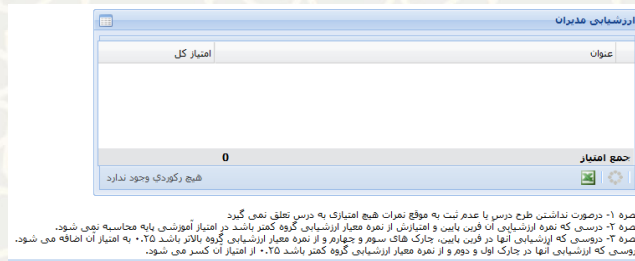 ارزشیابی مدیران
عنوان امتیاز کل
جمع امتیاز 0
هیچ رکوردي وجود ندارد
صره ۱- درصورت نداشتن طرح درس یا عدم ثبت به موقع نمرات هیچ امتیازی به درس تعلق نمی گیرد
صره ۲- درسی که نمره ارزشیابی آن فرین پایین و امتیازش از نمره معیار ارزشیابی گروه کمتر باشد در امتیاز آموزشی پایه محاسبه نمی شود.
صره ۳- دروسی که ارزشیابی آنها در فرین پایین، چارک های سوم و چهارم و از نمره معیار ارزشیابی گروه بالاتر باشد ۰.۲۵ به امتیاز آن اضافه می شود.
روسی که ارزشیابی آنها در چارک اول و دوم و از نمره معیار ارزشیابی گروه کمتر باشد ۰.۲۵ از امتیاز آن کسر می شود.